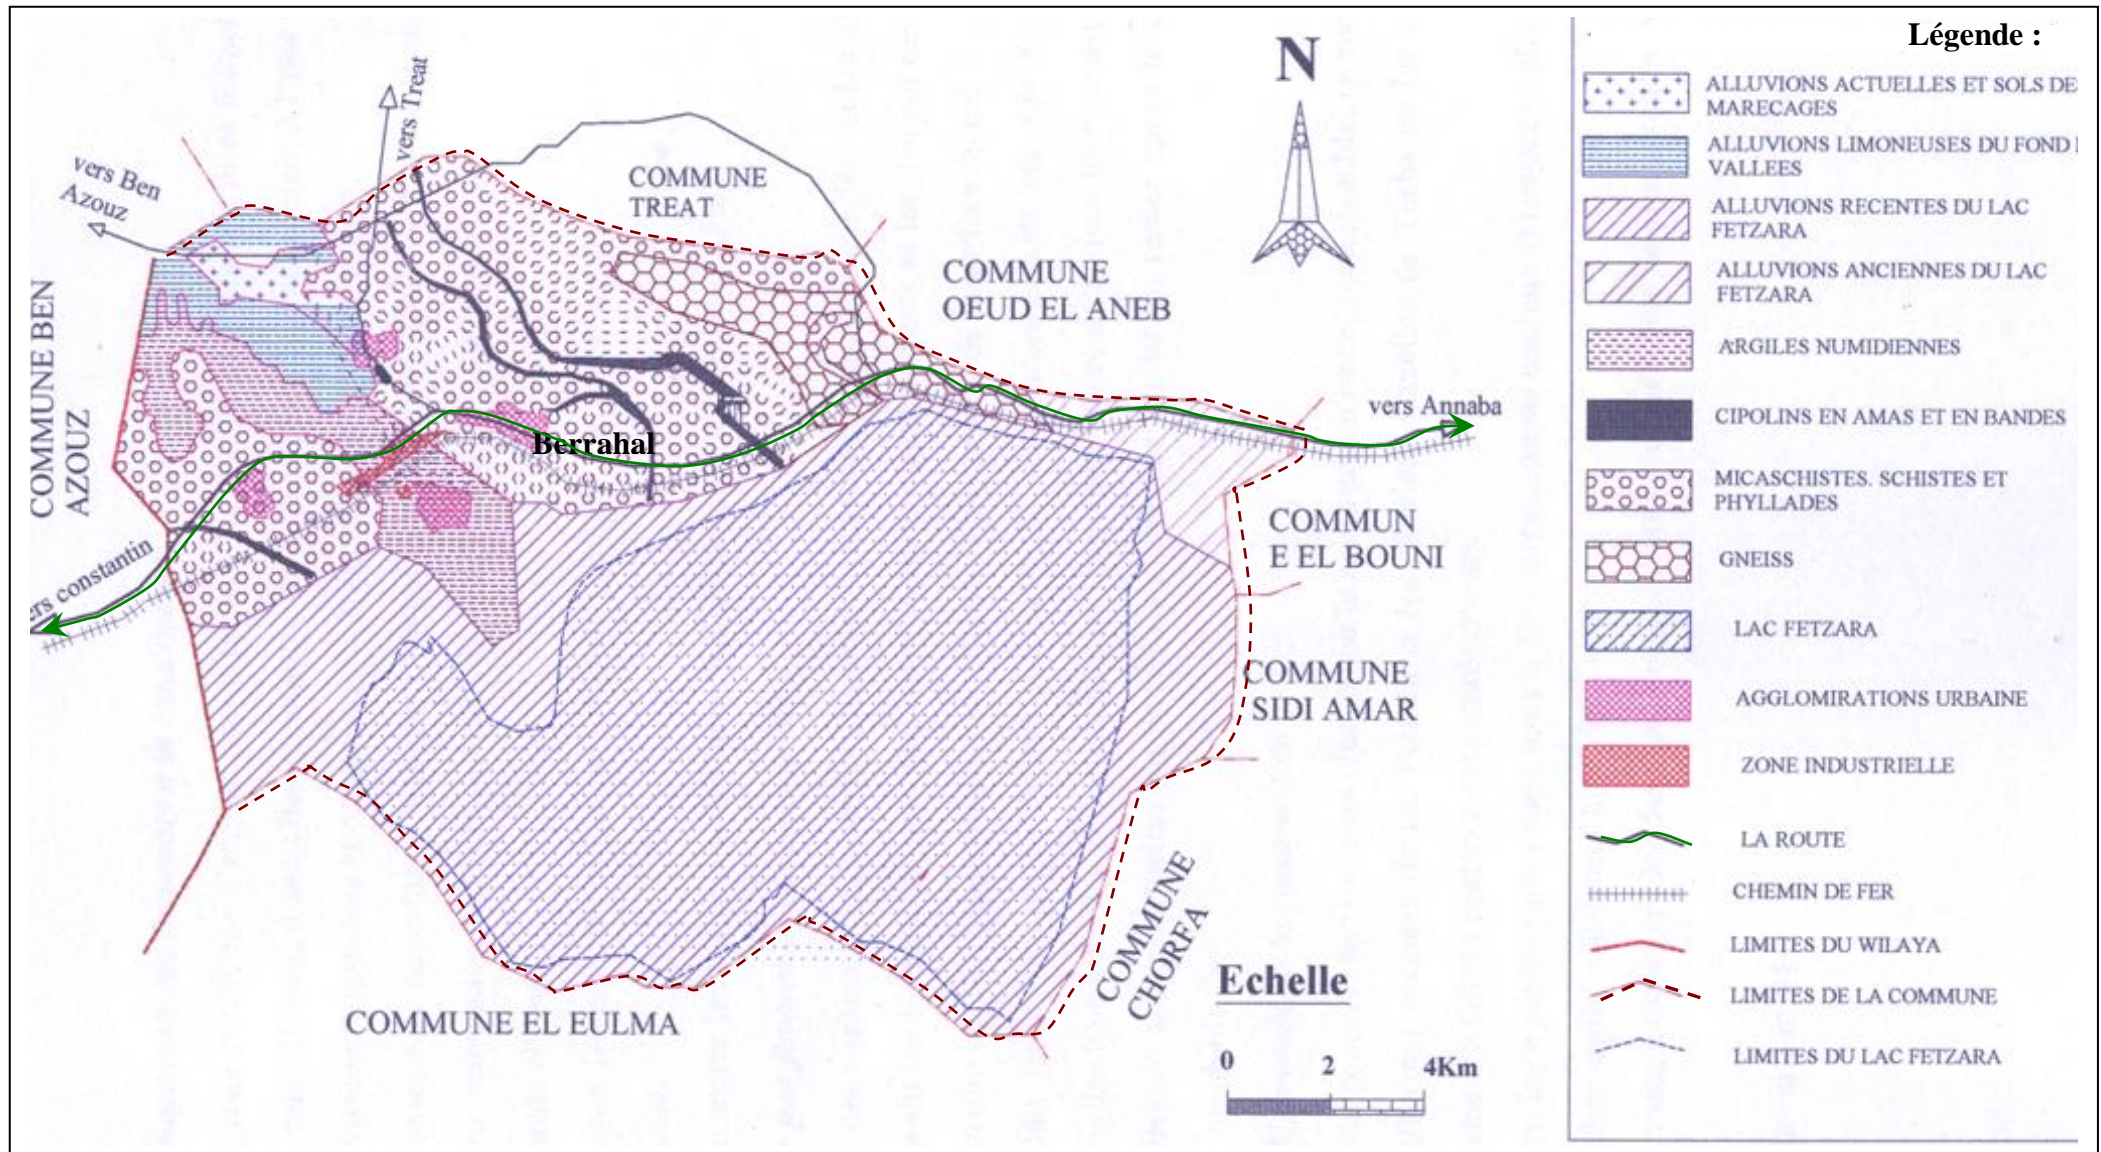 Légende :
N
vers Treat
vers Ben
Azouz
COMMUNE
TREAT
COMMUNE
OEUD EL ANEB
COMMUNE BEN
AZOUZ
vers Annaba
Berrahal
COMMUN
E EL BOUNI
ers constantin
COMMUNE
SIDI AMAR
COMMUNE
CHORFA
COMMUNE EL EULMA
Echelle
0 2 4Km
ALLUVIONS ACTUELLES ET SOLS DE
MARECAGES
ALLUVIONS LIMONEUSES DU FOND
VALLEES
ALLUVIONS RECENTES DU LAC
FETZARA
ALLUVIONS ANCIENNES DU LAC
FETZARA
ARGILES NUMIDIENNES
CIPOLINS EN AMAS ET EN BANDES
MICASCHISTES. SCHISTES ET
PHYLLADES
GNEISS
LAC FETZARA
AGGLOMIRATIONS URBAINE
ZONE INDUSTRIELLE
LA ROUTE
CHEMIN DE FER
LIMITES DU WILAYA
LIMITES DE LA COMMUNE
LIMITES DU LAC FETZARA